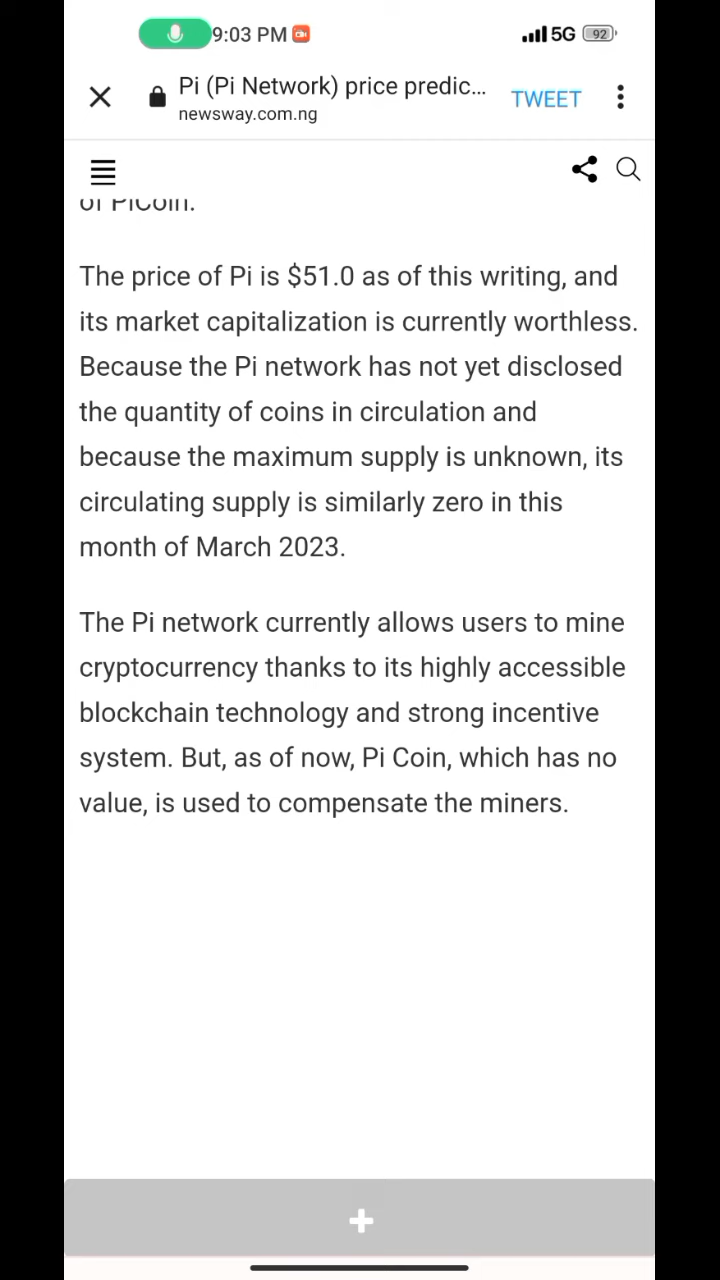 9:03 PM
5G 92
Pi (Pi Network) price predic...
TWEET
newsway.com.ng
of PiCoin.
The price of Pi is $51.0 as of this writing, and
its market capitalization is currently worthless.
Because the Pi network has not yet disclosed
the quantity of coins in circulation and
because the maximum supply is unknown, its
circulating supply is similarly zero in this
month of March 2023.
The Pi network currently allows users to mine
cryptocurrency thanks to its highly accessible
blockchain technology and strong incentive
system. But, as of now, Pi Coin, which has no
value, is used to compensate the miners.